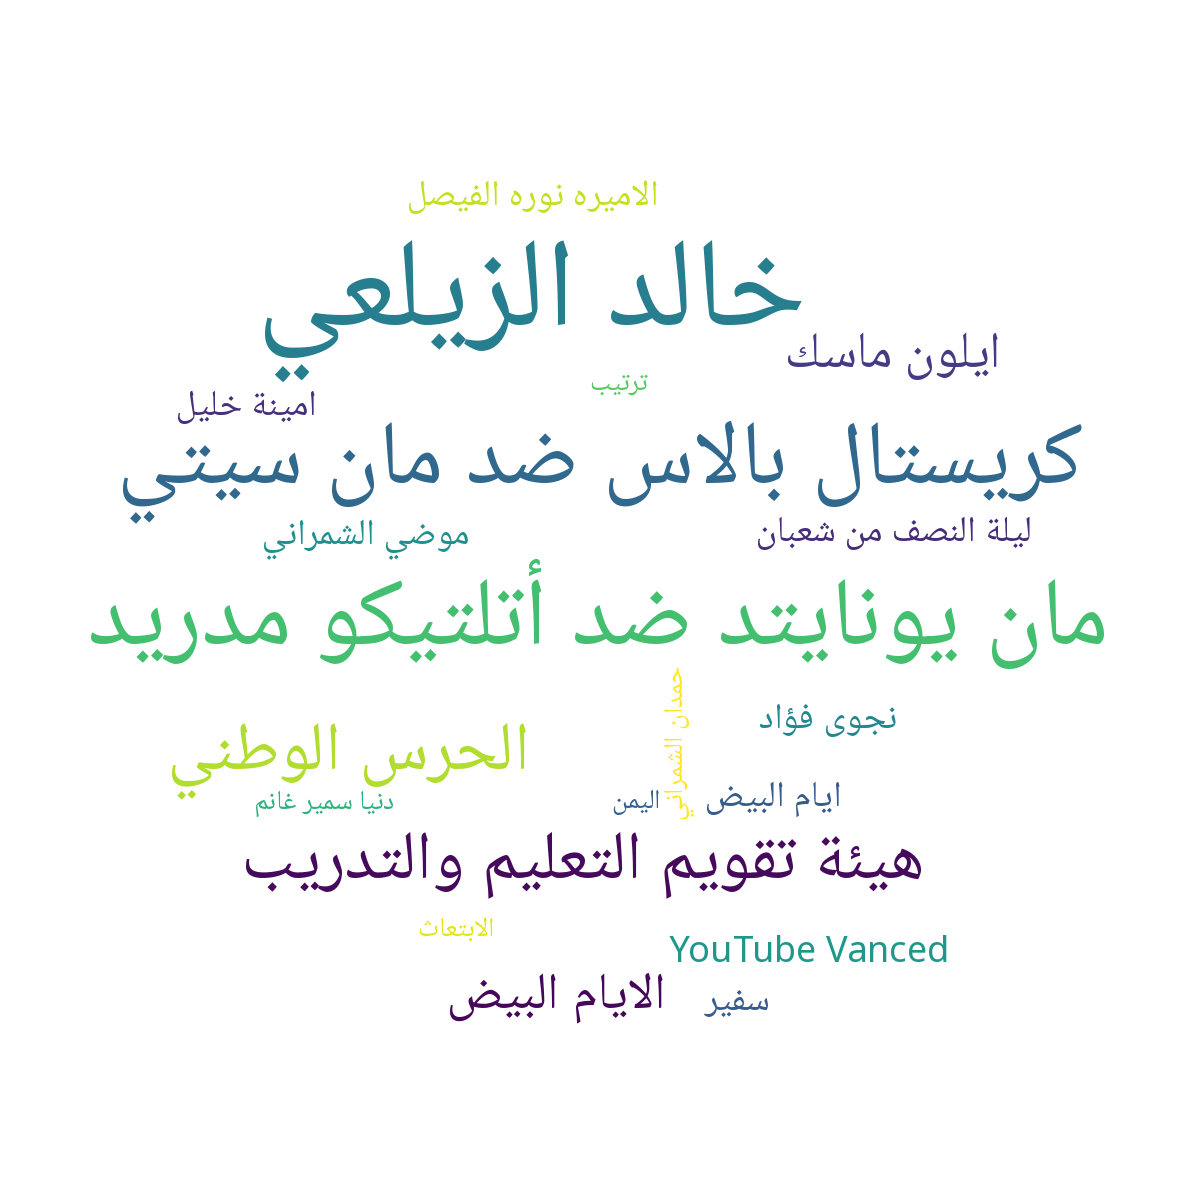 الاميره نوره الفيصل
خالد الزيلعي
ايلون ماسك
ترتيب
امينة خليل
كريستال بالاس ضد مان سيتي
ليلة النصف من شعبان
موضي الشمراني
مان يونايتد ضد أتلتيكو مدريد
حمدان الشمراني
نجوى فؤاد
الحرس الوطني
ايام البيض
اليمن
دنيا سمير غانم
هيئة تقويم التعليم والتدريب
الابتعاث
YouTube Vanced
الايام البيض
سفير